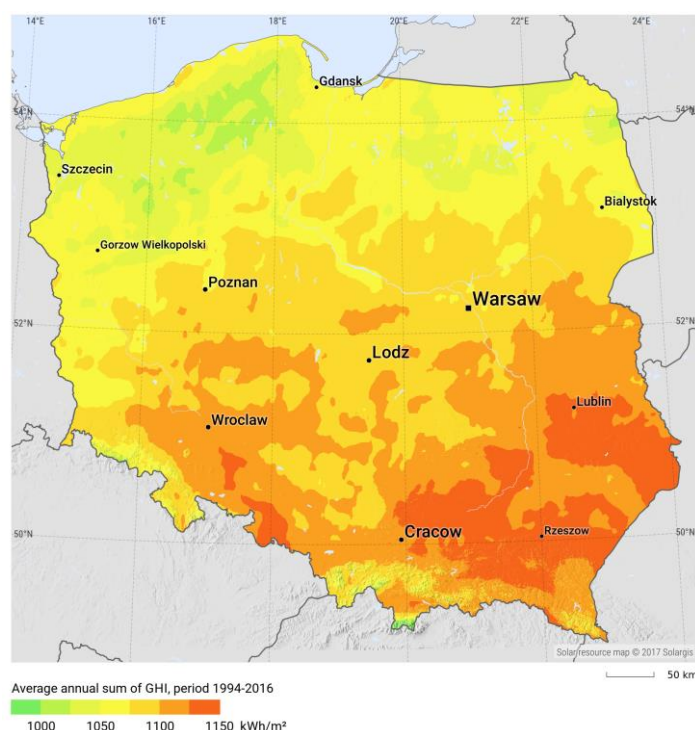 14°E 16°E 18°E 20°E 22°E 24°E
Gdansk
54°N 54°N
Szczecin
Bialystok
Gorzow Wielkopolski
Poznan
Warsaw
52°N 52°N
Lodz
Lublin
Wroclaw
50°N 50°N
Cracow Rzeszow
Solar resource map © 2017 Solargis
50 km
Average annual sum of GHI, period 1994-2016
1000 1050 1100 1150 kWh/m²